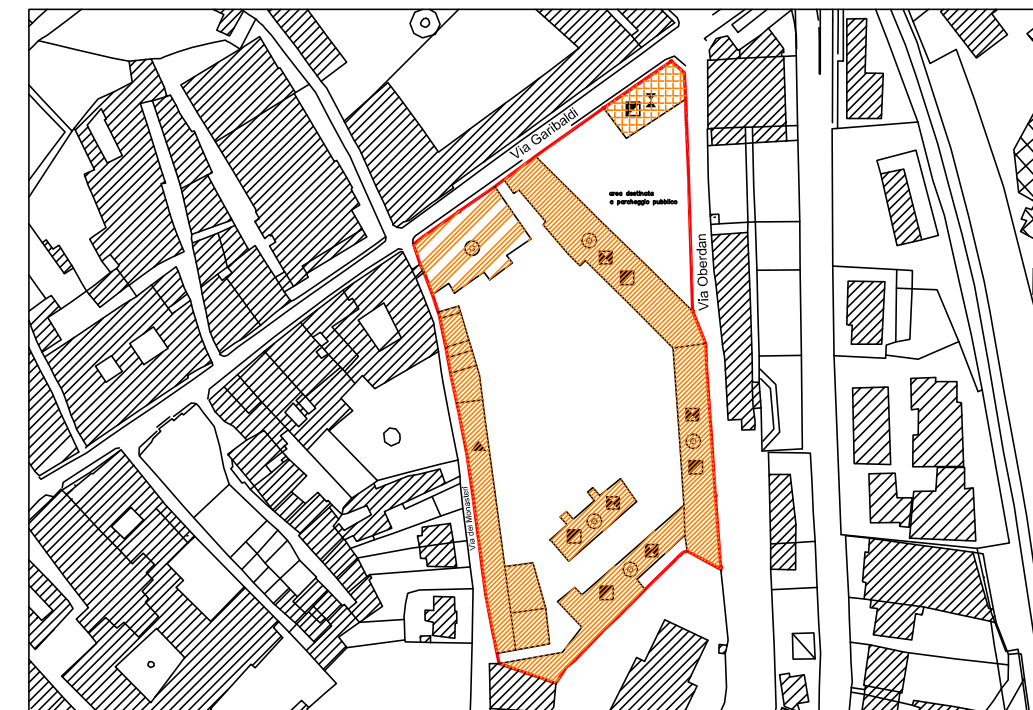 Via Garibaldi
area destinata
a parcheggio pubblico
Via Oberdan
Via dei Monasteri